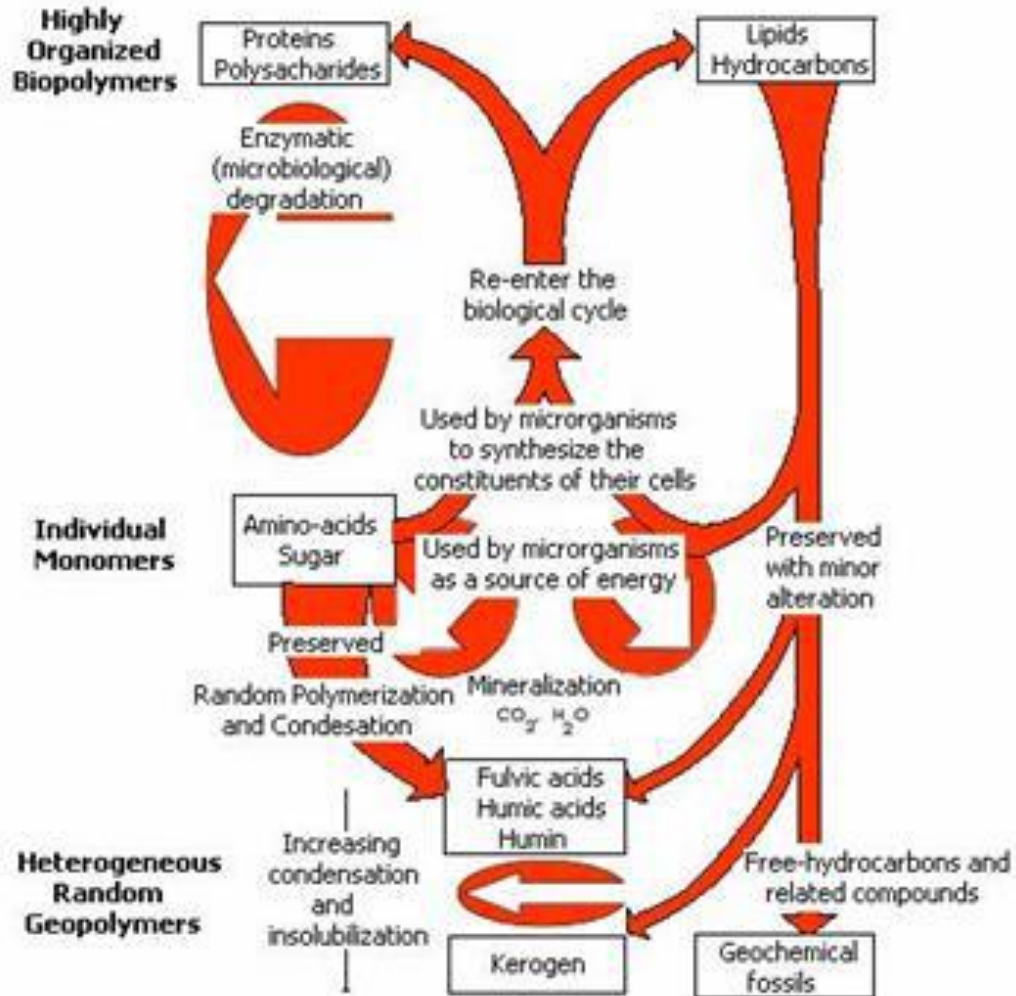 Highly
Organized
Biopolymers
Proteins
Polysacharides
Lipids
Hydrocarbons
Enzymatic
(microbiological)
degradation
Re-enter the
biological cycle
Used by microrganisms
to synthesize the
constituents of their cells
Individual
Monomers
Amino-acids
Sugar
Used by microrganisms
as a source of energy
Preserved
with minor
alteration
Preserved
Random Polymerization
and Condesation
Mineralization
CO2, H2O
Fulvic acids
Humic acids
Humin
Heterogeneous
Random
Geopolymers
Increasing
condensation
and
insolubilization
Free-hydrocarbons and
related compounds
Kerogen
Geochemical
fossils